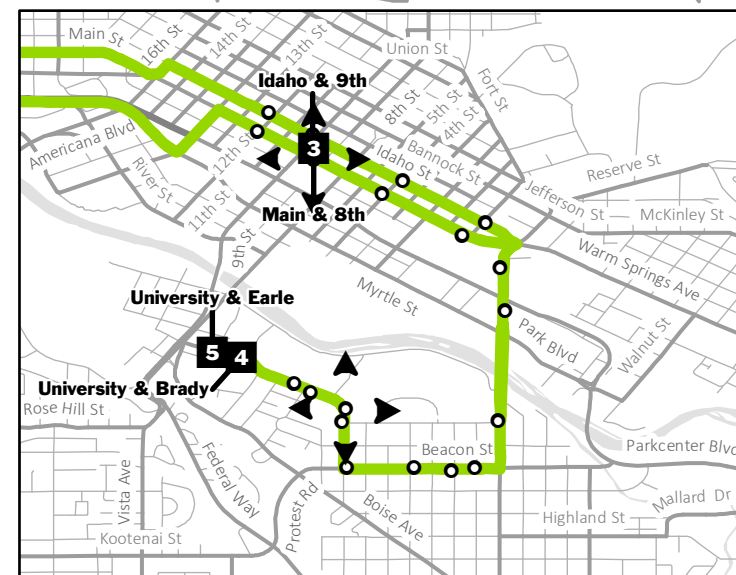 Main St
16th St
14th St
13th St
Union St
Idaho & 9th
Fort St
8th St
5th St
4th St
Americana Blvd
12th St
3
Bannock St
Idaho St
Reserve St
River St
11th St
Main & 8th
Jefferson St
McKinley St
9th St
Warm Springs Ave
University & Earle
Myrtle St
Park Blvd
Walnut St
5
4
University & Brady
Rose Hill St
Federal Way
Beacon St
Parkcenter Blvd
Vista Ave
Protest Rd
Boise Ave
Mallard Dr
Highland St
Kootenai St